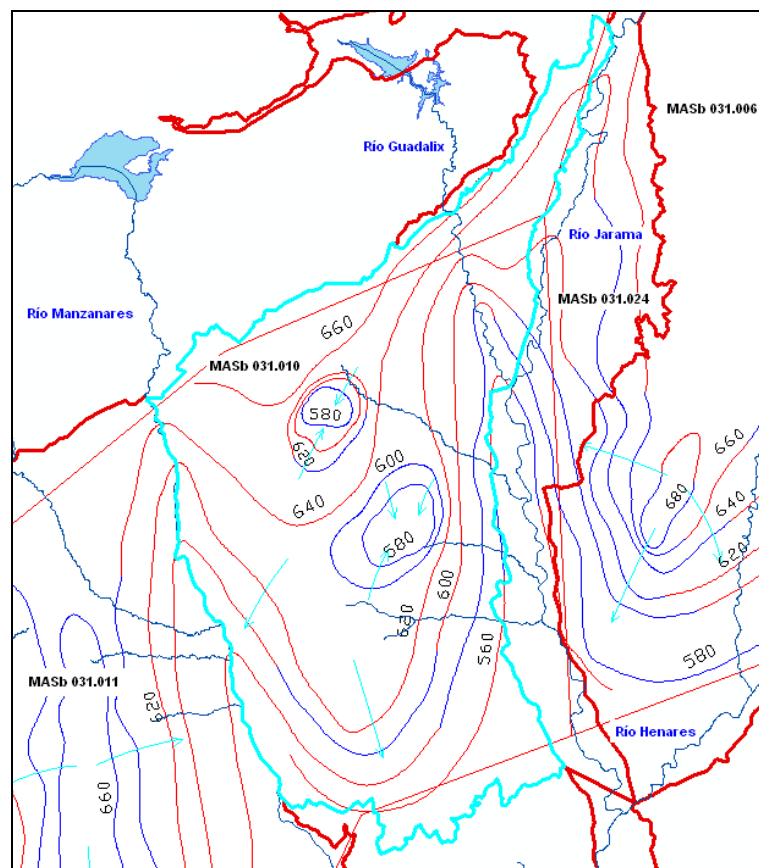 MASb 031.006
Río Guadalix
Río Jarama
Río Manzanares
MASb 031.024
660
MASb 031.010
580
620
600
660
640
680
640
580
620
600
620
560
580
MASb 031.011
620
Río Henares
660